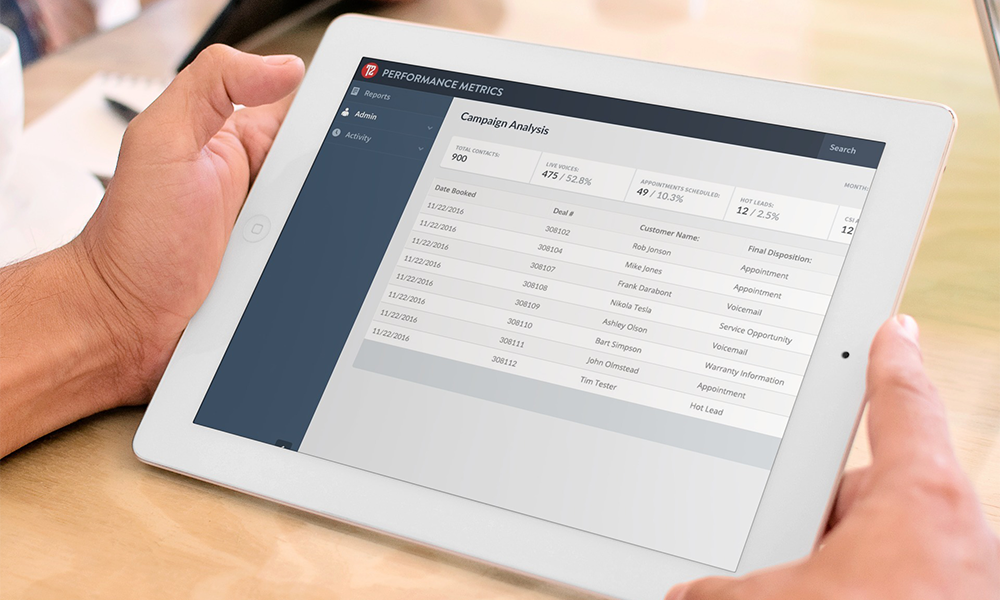 T2 PERFORMANCE METRICS
Search
Reports
Admin
Activity
Campaign Analysis
MONTH:
TOTAL CONTACTS:
900
LIVE VOICES:
475 / 52.8%
APPOINTMENTS SCHEDULED:
49 / 10.3%
HOT LEADS:
12 / 2.5%
12
Date Booked Deal # Customer Name: Final Disposition:
11/22/2016 308102 Rob Jonson Appointment
11/22/2016 308104 Mike Jones Appointment
11/22/2016 308107 Frank Darabont Voicemail
11/22/2016 308108 Nikola Tesla Service Opportunity
11/22/2016 308109 Ashley Olson Voicemail
11/22/2016 308110 Bart Simpson Warranty Information
11/22/2016 308111 John Olmstead Appointment
11/22/2016 308112 Tim Tester Hot Lead